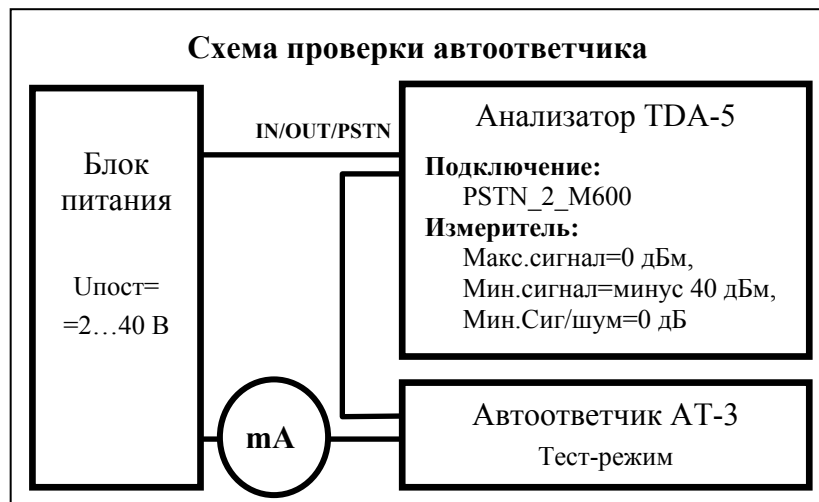 Схема проверки автоответчика
Блок
питания
Uпост=
=2…40 В
IN/OUT/PSTN
Анализатор TDA-5
Подключение:
PSTN_2_M600
Измеритель:
Макс.сигнал=0 дБм,
Мин.сигнал=минус 40 дБм,
Мин.Сиг/шум=0 дБ
mA
Автоответчик АТ-3
Тест-режим